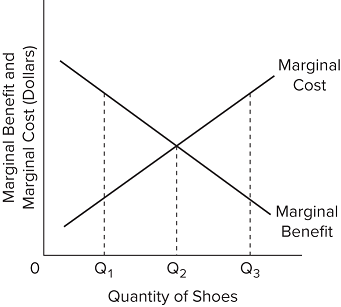 Marginal Benefit and
Marginal Cost (Dollars)
Marginal
Cost
Marginal
Benefit
0
Q1
Q2
Q3
Quantity of Shoes